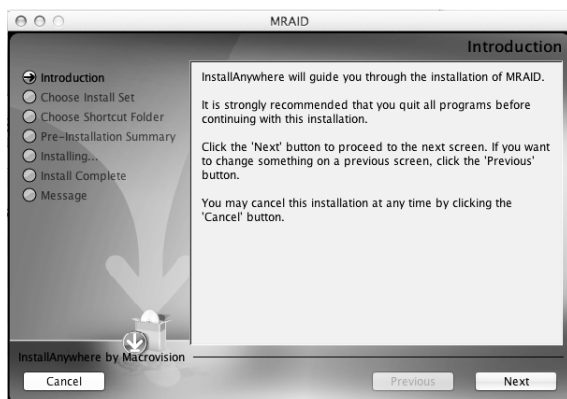 MRAID
Introduction
Introduction
Choose Install Set
Choose Shortcut Folder
Pre-Installation Summary
Installing...
Install Complete
Message
InstallAnywhere will guide you through the installation of MRAID.
It is strongly recommended that you quit all programs before
continuing with this installation.
Click the 'Next' button to proceed to the next screen. If you want
to change something on a previous screen, click the 'Previous'
button.
You may cancel this installation at any time by clicking the
'Cancel' button.
InstallAnywhere by Macrovision
Cancel
Previous
Next